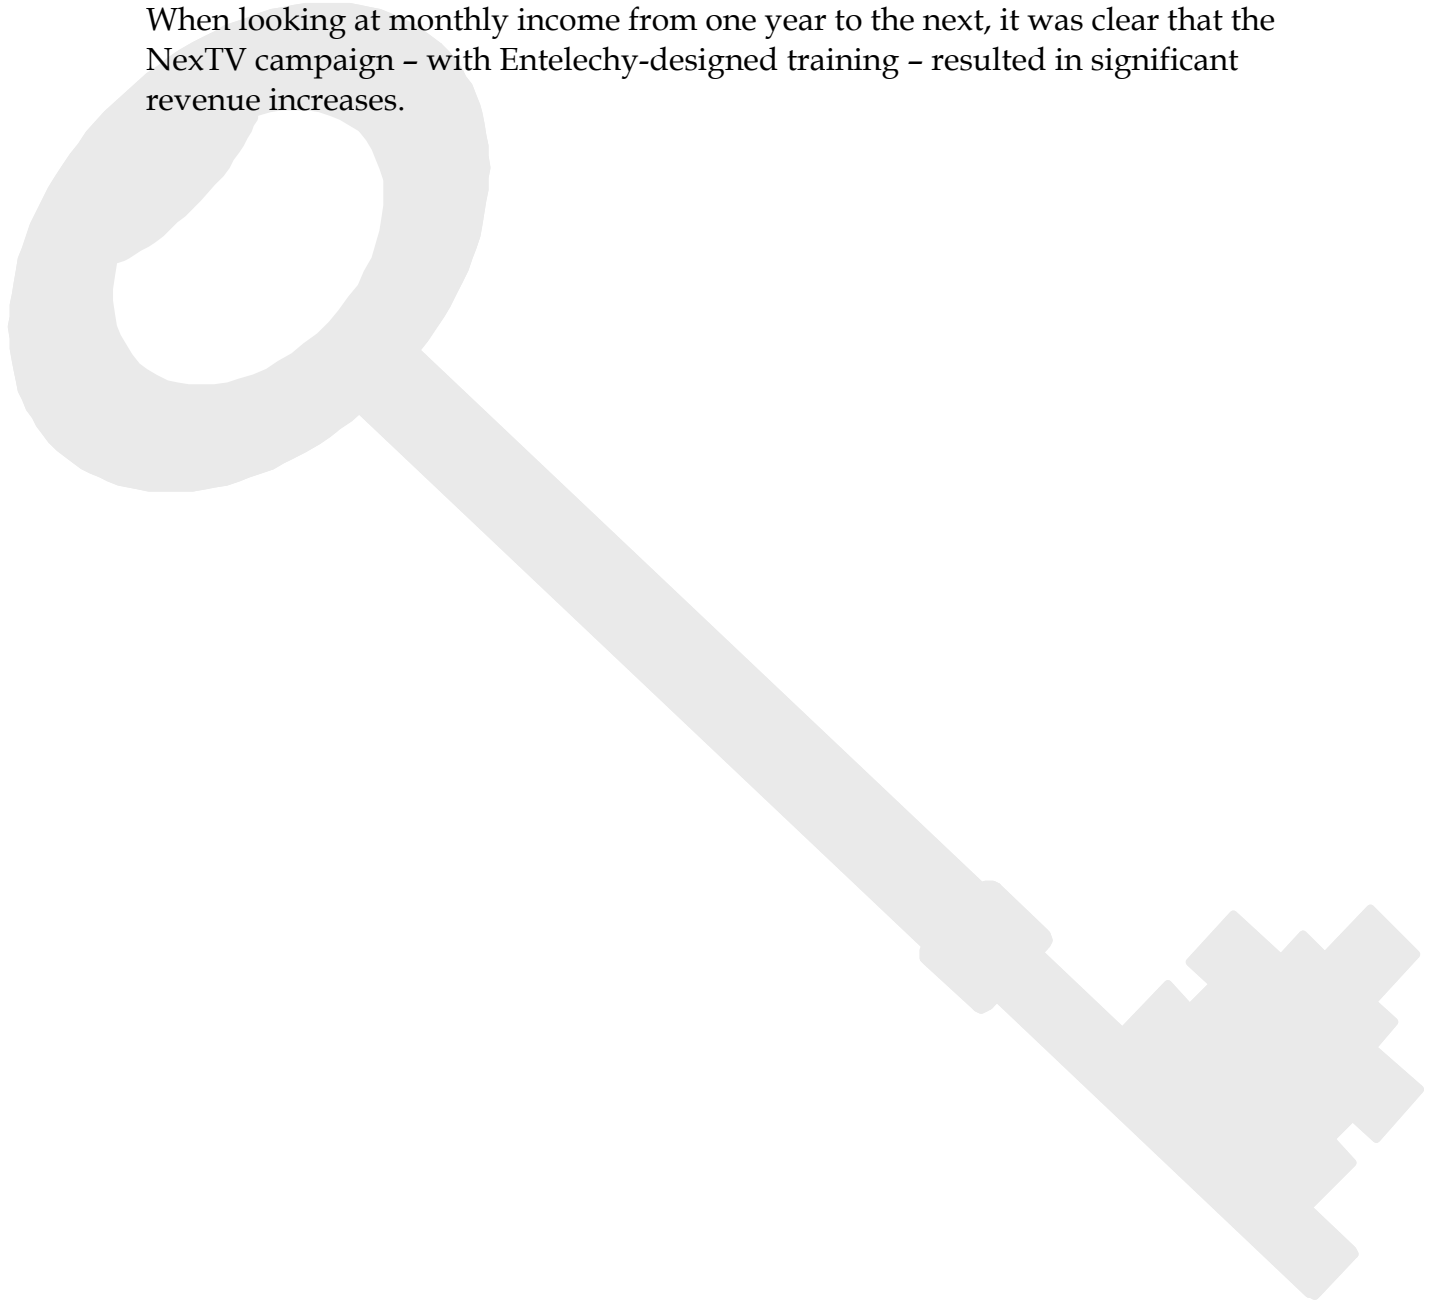 When looking at monthly income from one year to the next, it was clear that the
NexTV campaign – with Entelechy-designed training – resulted in significant
revenue increases.